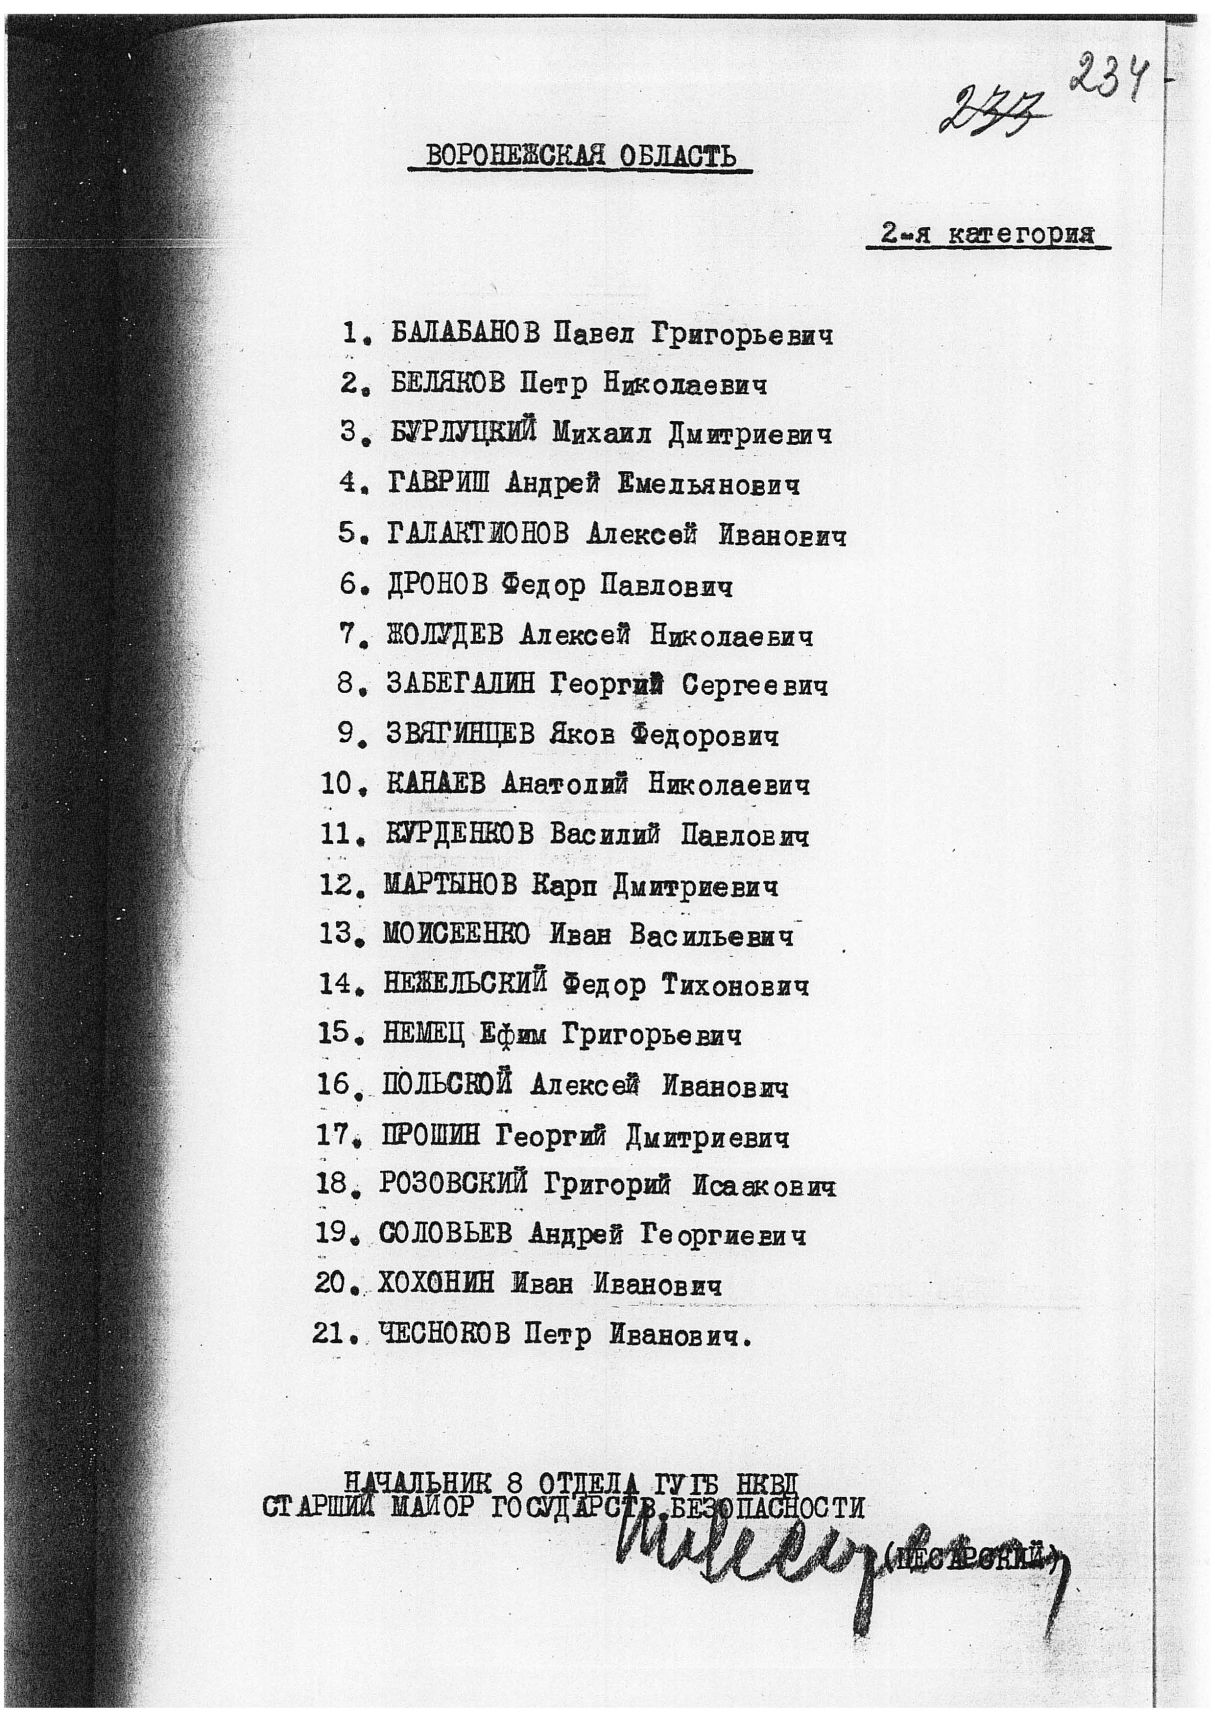 234
233
ВОРОНЕЖСКАЯ ОБЛАСТЬ
2-я категория
1. БАЛАБАНОВ Павел Григорьевич
2. БЕЛЯКОВ Петр Николаевич
3. БУРЛУЦКИЙ Михаил Дмитриевич
4. ГАВРИШ Андрей Емельянович
5. ГАЛАКТИОНОВ Алексей Иванович
6. ДРОНОВ Федор Павлович
7. ЖОЛУДЕВ Алексей Николаевич
8. ЗАБЕГАЛИН Георгий Сергеевич
9. ЗВЯГИНЦЕВ Яков Федорович
10. КАНАЕВ Анатолий Николаевич
11. КУРДЕНКОВ Василий Павлович
12. МАРТЫНОВ Карп Дмитриевич
13. МОИСЕЕНКО Иван Васильевич
14. НЕЖЕЛЬСКИЙ Федор Тихонович
15. НЕМЕЦ Ефим Григорьевич
16. ПОЛЬСКОЙ Алексей Иванович
17. ПРОШИН Георгий Дмитриевич
18. РОЗОВСКИЙ Григорий Исаакович
19. СОЛОВЬЕВ Андрей Георгиевич
20. ХОХОНИН Иван Иванович
21. ЧЕСНОКОВ Петр Иванович.
НАЧАЛЬНИК 8 ОТДЕЛА ГУГБ НКВД
СТАРШИЙ МАЙОР ГОСУДАРСТВ.БЕЗОПАСНОСТИ
(ЦЕСАРСКИЙ)